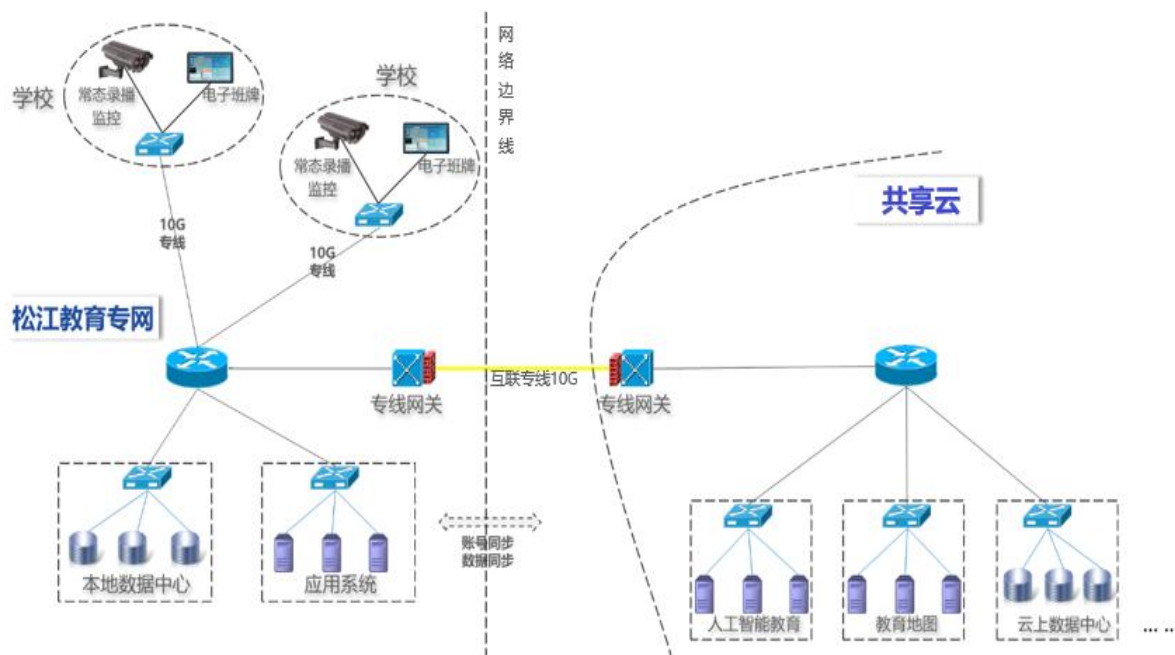 网络边界线
学校
常态录播
监控
电子班牌
学校
常态录播
监控
电子班牌
10G
专线
10G
专线
共享云
松江教育专网
互联专线10G
专线网关
专线网关
账号同步
数据同步
本地数据中心
应用系统
人工智能教育
教育地图
云上数据中心
... ...